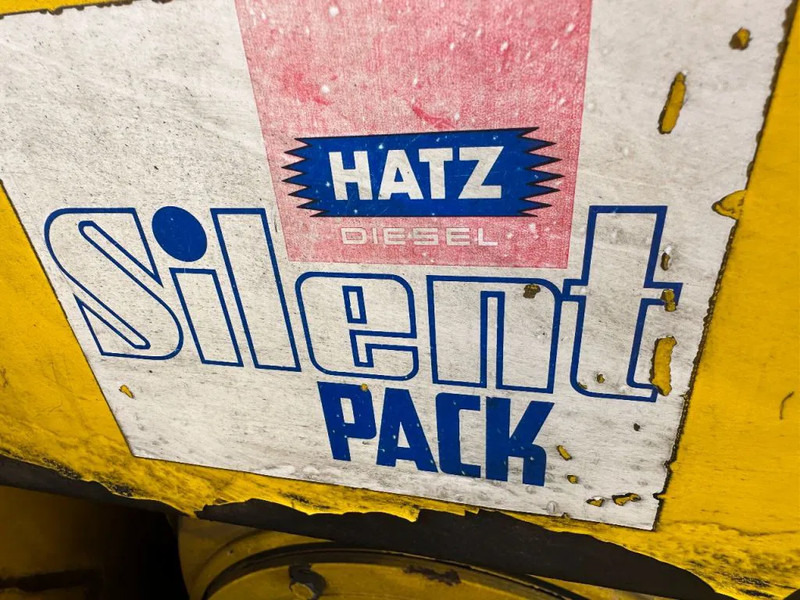 HATZ
DIESEL
Silent
PACK